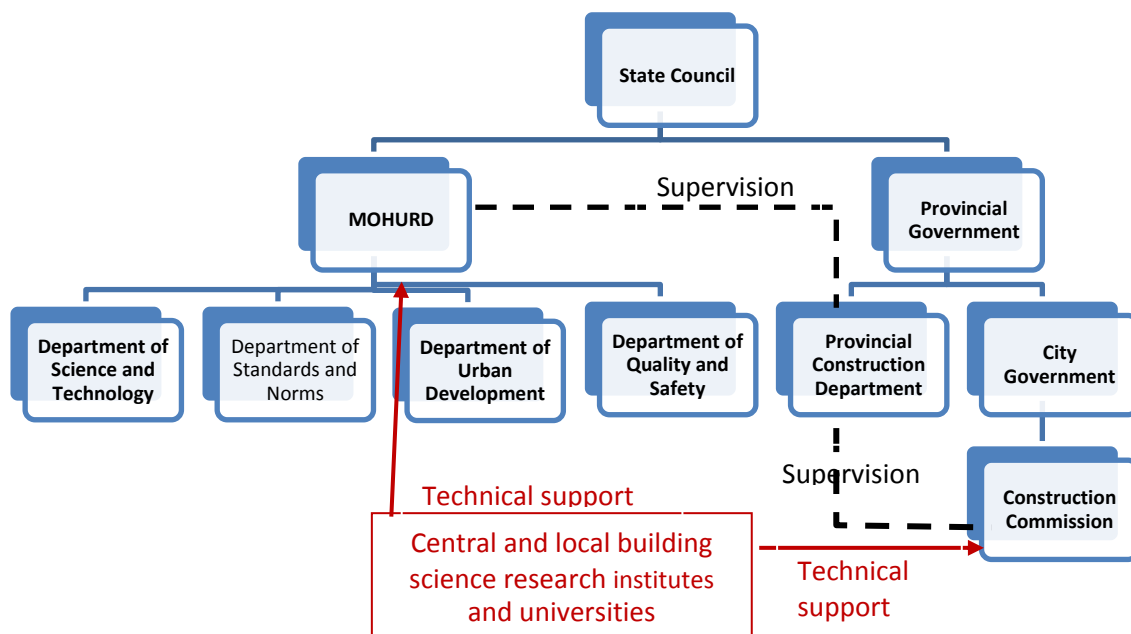 State Council
MOHURD
Supervision
Provincial
Government
Department of
Science and
Technology
Department of
Standards and
Norms
Department of
Urban
Development
Department of
Quality and
Safety
Provincial
Construction
Department
City
Government
Supervision
Construction
Commission
Technical support
Central and local building
science research institutes
and universities
Technical
support